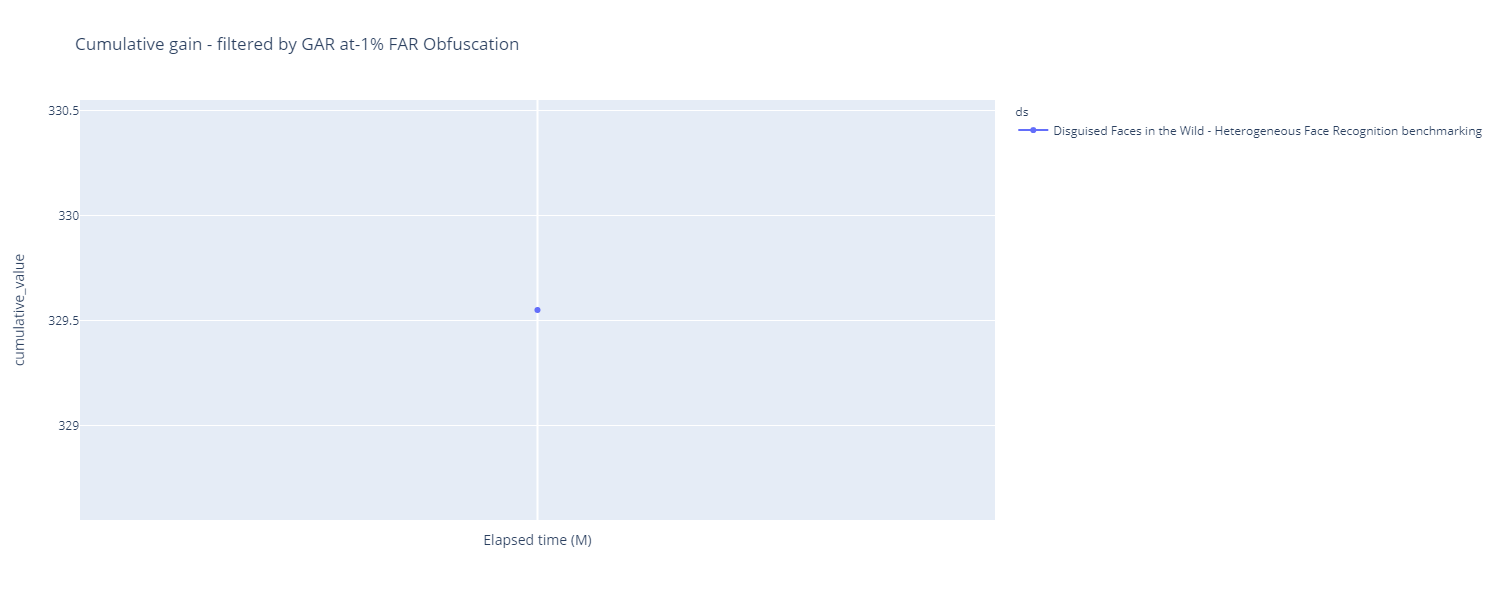 Cumulative gain - filtered by GAR at-1% FAR Obfuscation
330.5
330
329.5
329
cumulative_value
Elapsed time (M)
ds
Disguised Faces in the Wild - Heterogeneous Face Recognition benchmarking